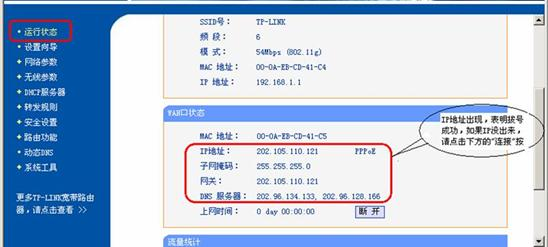 • 运行状态
• 设置向导
+ 网络参数
+ 无线参数
+ DHCP服务器
+ 转发规则
+ 安全设置
+ 路由功能
+ 动态DNS
+ 系统工具
更多TP-LINK宽带路由
器，请点击查看 >>
SSID号： TP-LINK
频 段： 6
模 式： 54Mbps (802.11g)
MAC 地址： 00-0A-EB-CD-41-C4
IP 地址： 192.168.1.1
WAN口状态
MAC 地址： 00-0A-EB-CD-41-C5
IP地址： 202.105.110.121 PPPoE
子网掩码： 255.255.255.0
网关： 202.105.110.121
DNS 服务器： 202.96.134.133, 202.96.128.166
上网时间： 0 day 00:00:00 断 开
IP地址出现，表明拔号
成功，如果IP没出来，
请点击下方的"连接"按
流量统计